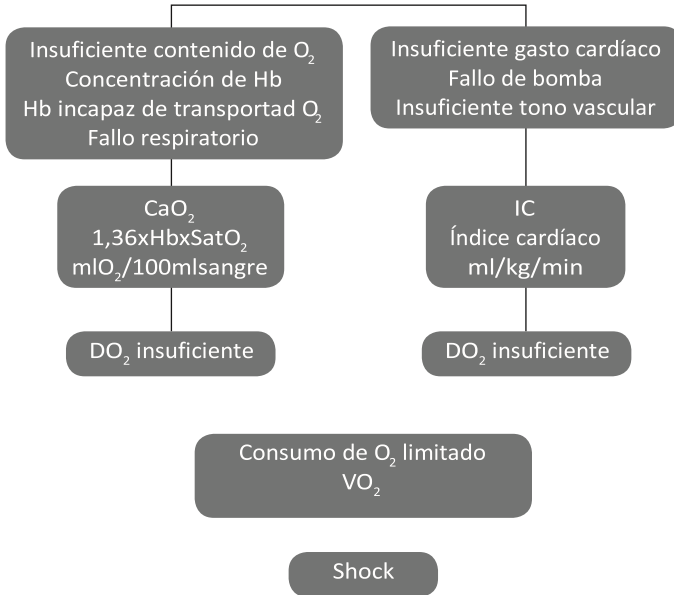 Insuficiente contenido de O₂
Concentración de Hb
Hb incapaz de transportad O₂
Fallo respiratorio
Insuficiente gasto cardíaco
Fallo de bomba
Insuficiente tono vascular
CaO₂
1,36xHbxSatO₂
mlO₂/100mlsangre
IC
Índice cardíaco
ml/kg/min
DO₂ insuficiente
DO₂ insuficiente
Consumo de O₂ limitado
VO₂
Shock